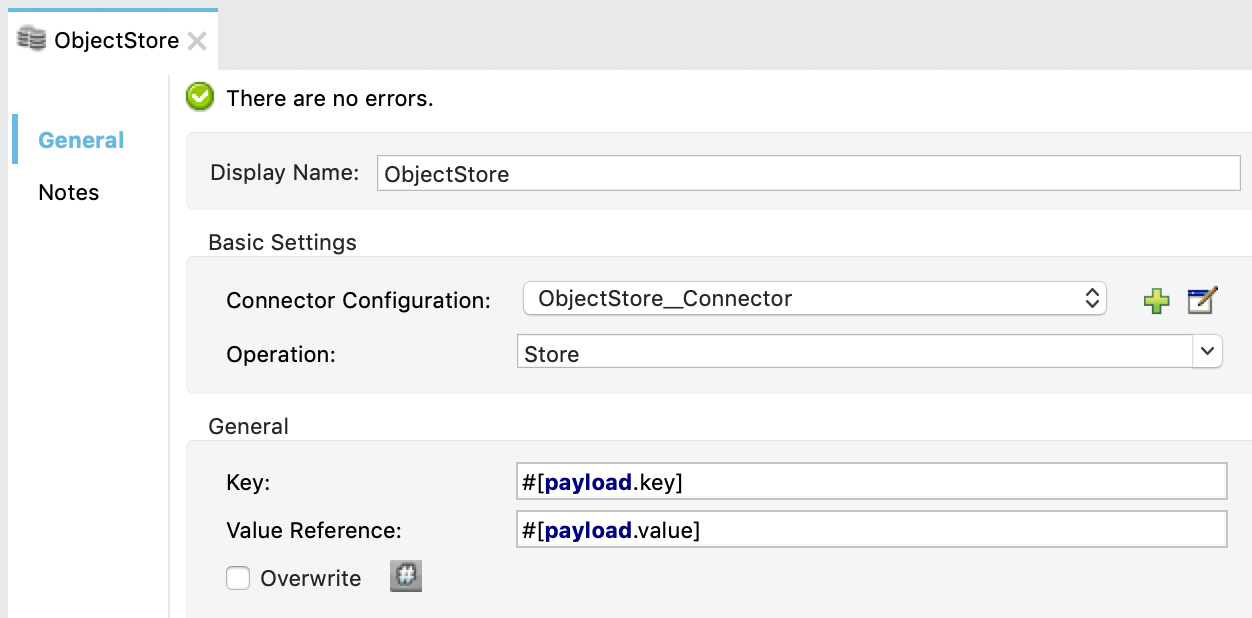 ObjectStore
There are no errors.
General
Notes
Display Name: ObjectStore
Basic Settings
Connector Configuration: ObjectStore__Connector
Operation: Store
General
Key: #[payload.key]
Value Reference: #[payload.value]
Overwrite #